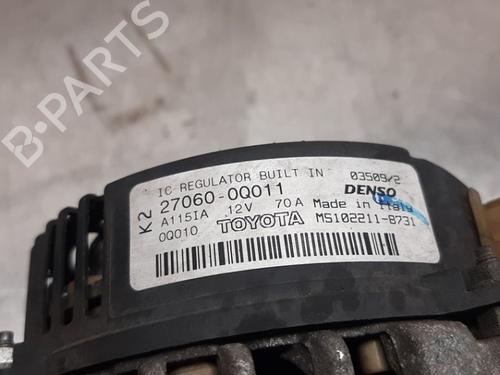 B-PARTS
IC REGULATOR BUILT IN 03509/2
K2 27060-0Q011 DENSO
A115IA 12V 70A Made in Italy
0Q010 TOYOTA MS102211-8731